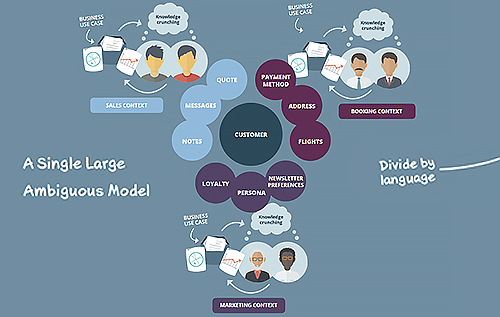 BUSINESS
USE CASE
Knowledge
crunching
SALES CONTEXT
BUSINESS
USE CASE
Knowledge
crunching
BOOKING CONTEXT
QUOTE
MESSAGES
NOTES
CUSTOMER
PAYMENT
METHOD
ADDRESS
FLIGHTS
LOYALTY
PERSONA
NEWSLETTER
PREFERENCES
A Single Large
Ambiguous Model
Divide by
language
BUSINESS
USE CASE
Knowledge
crunching
MARKETING CONTEXT